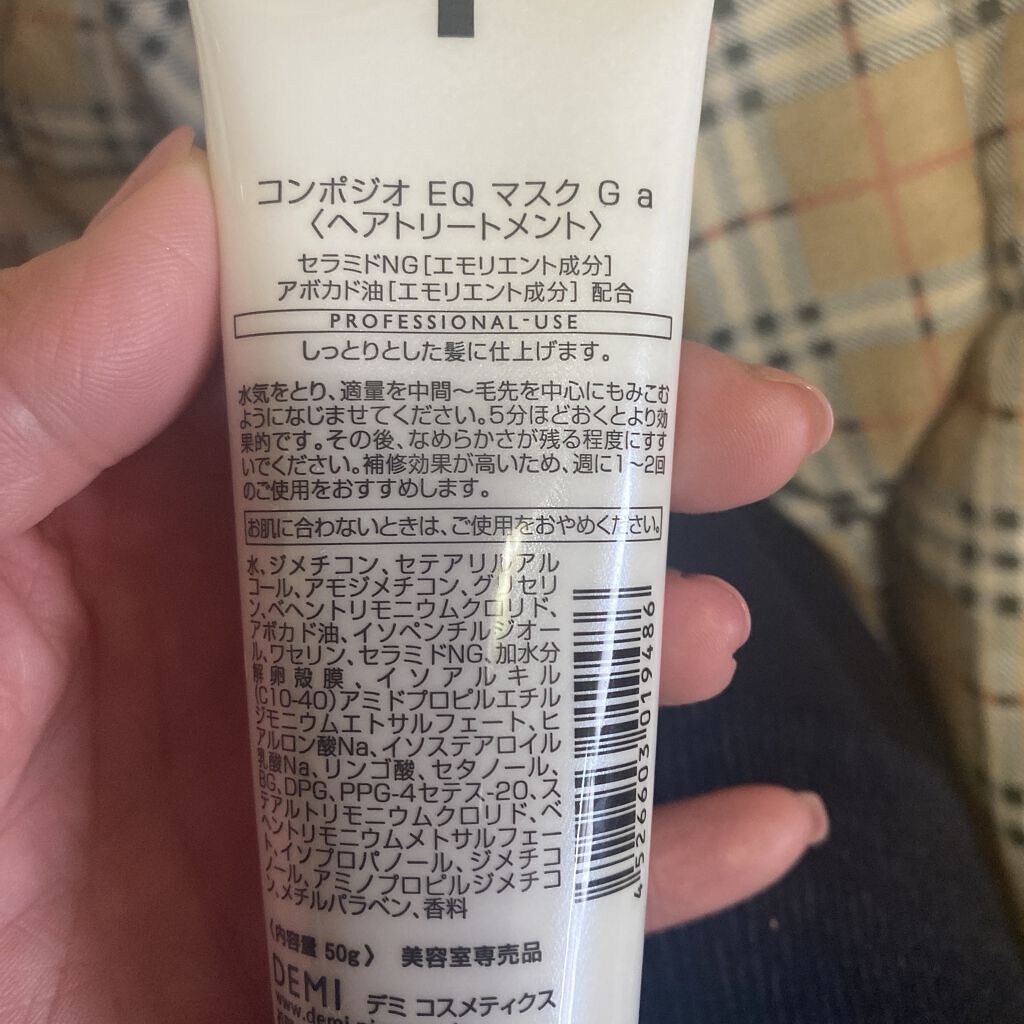 コンポジオ EQ マスク G a
〈ヘアトリートメント〉
セラミドNG[エモリエント成分]
アボカド油[エモリエント成分] 配合
PROFESSIONAL-USE
しっとりとした髪に仕上げます。
水気をとり、適量を中間〜毛先を中心にもみこむ
ようになじませてください。5分ほどおくとより効
果的です。その後、なめらかさが残る程度にすす
いでください。補修効果が高いため、週に1〜2回
のご使用をおすすめします。
お肌に合わないときは、ご使用をおやめください。
水、ジメチコン、セテアリルアル
コール、アモジメチコン、グリセリ
ン、ベヘントリモニウムクロリド、
アボカド油、イソペンチルジオー
ル、ワセリン、セラミドNG、加水分
解卵殻膜、イソアルキル
(C10-40)アミドプロピルエチル
ジモニウムエトサルフェート、ヒ
アルロン酸Na、イソステアロイル
乳酸Na、リンゴ酸、セタノール、
BG、DPG、PPG-4セテス-20、ス
テアルトリモニウムクロリド、ベ
ヘントリモニウムメトサルフェー
ト、イソプロパノール、ジメチコ
ノール、アミノプロピルジメチコ
ン、メチルパラベン、香料
4526603019486
〈内容量 50g〉 美容室専売品
DEMI デミ コスメティクス